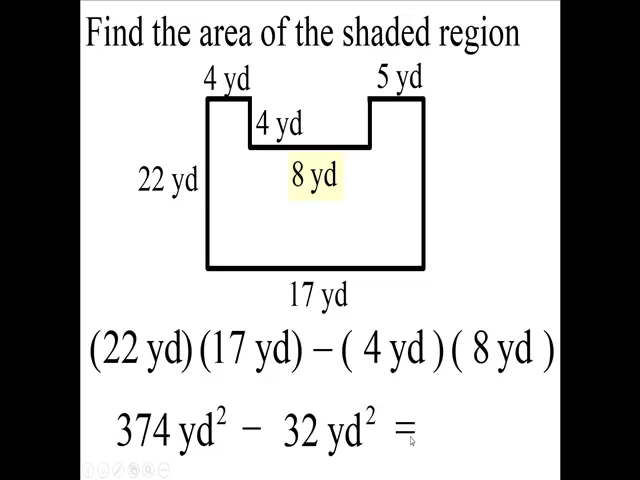 Find the area of the shaded region
4 yd 5 yd
4 yd
22 yd 8 yd
17 yd
(22 yd) (17 yd) − ( 4 yd ) ( 8 yd )
374 yd² − 32 yd² =